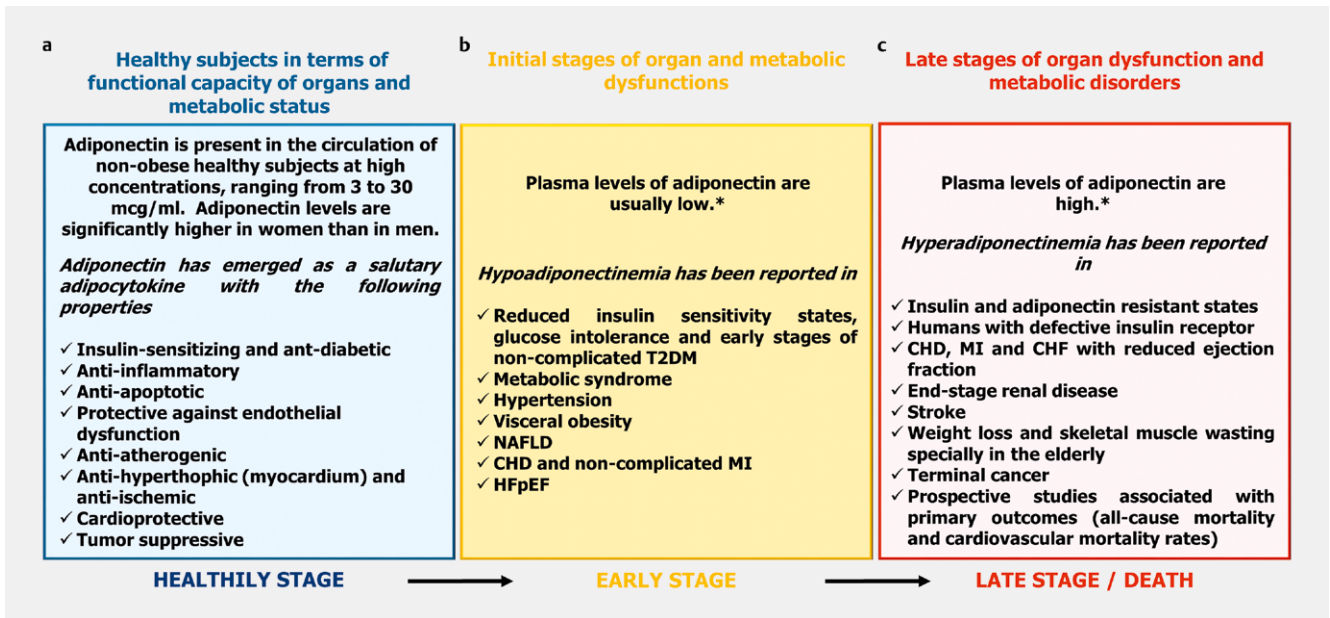 a
Healthy subjects in terms of
functional capacity of organs and
metabolic status
Adiponectin is present in the circulation of
non-obese healthy subjects at high
concentrations, ranging from 3 to 30
mcg/ml. Adiponectin levels are
significantly higher in women than in men.
Adiponectin has emerged as a salutary
adipocytokine with the following
properties
✓ Insulin-sensitizing and ant-diabetic
✓ Anti-inflammatory
✓ Anti-apoptotic
✓ Protective against endothelial
dysfunction
✓ Anti-atherogenic
✓ Anti-hyperthophic (myocardium) and
anti-ischemic
✓ Cardioprotective
✓ Tumor suppressive
HEALTHILY STAGE
b
Initial stages of organ and metabolic
dysfunctions
Plasma levels of adiponectin are
usually low.*
Hypoadiponectinemia has been reported in
✓ Reduced insulin sensitivity states,
glucose intolerance and early stages of
non-complicated T2DM
✓ Metabolic syndrome
✓ Hypertension
✓ Visceral obesity
✓ NAFLD
✓ CHD and non-complicated MI
✓ HFpEF
EARLY STAGE
c
Late stages of organ dysfunction and
metabolic disorders
Plasma levels of adiponectin are
high.*
Hyperadiponectinemia has been reported
in
✓ Insulin and adiponectin resistant states
✓ Humans with defective insulin receptor
✓ CHD, MI and CHF with reduced ejection
fraction
✓ End-stage renal disease
✓ Stroke
✓ Weight loss and skeletal muscle wasting
specially in the elderly
✓ Terminal cancer
✓ Prospective studies associated with
primary outcomes (all-cause mortality
and cardiovascular mortality rates)
LATE STAGE / DEATH